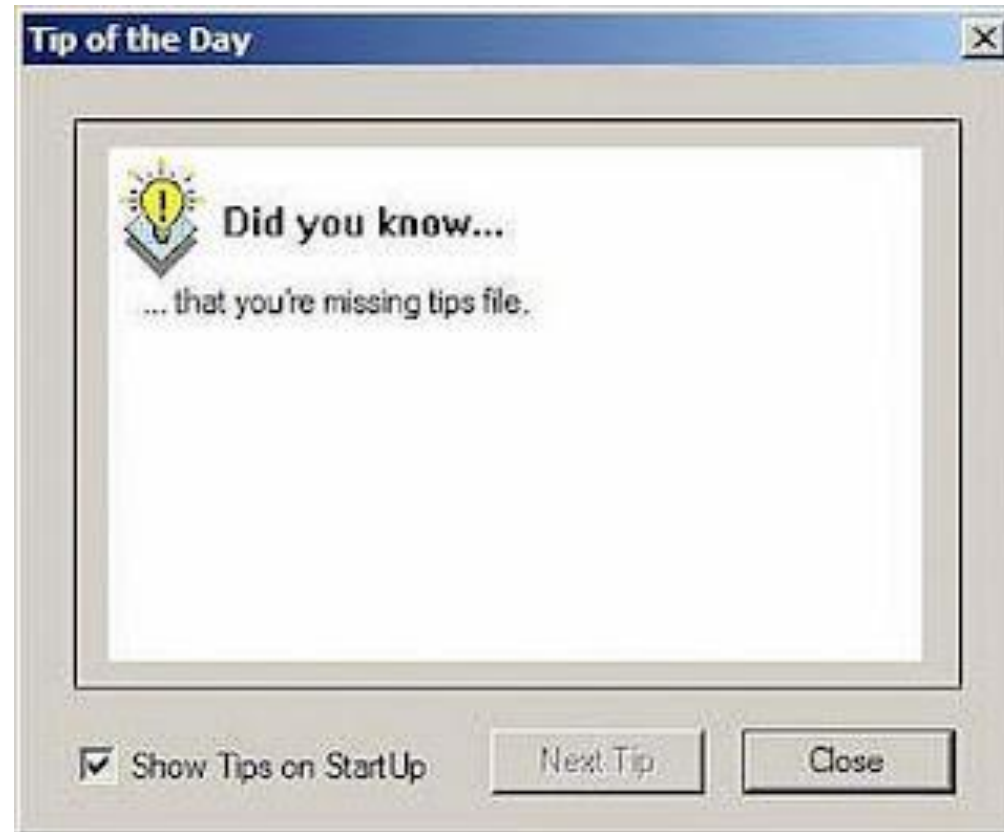 Tip of the Day
Did you know...
... that you're missing tips file.
Show Tips on StartUp
Next Tip
Close